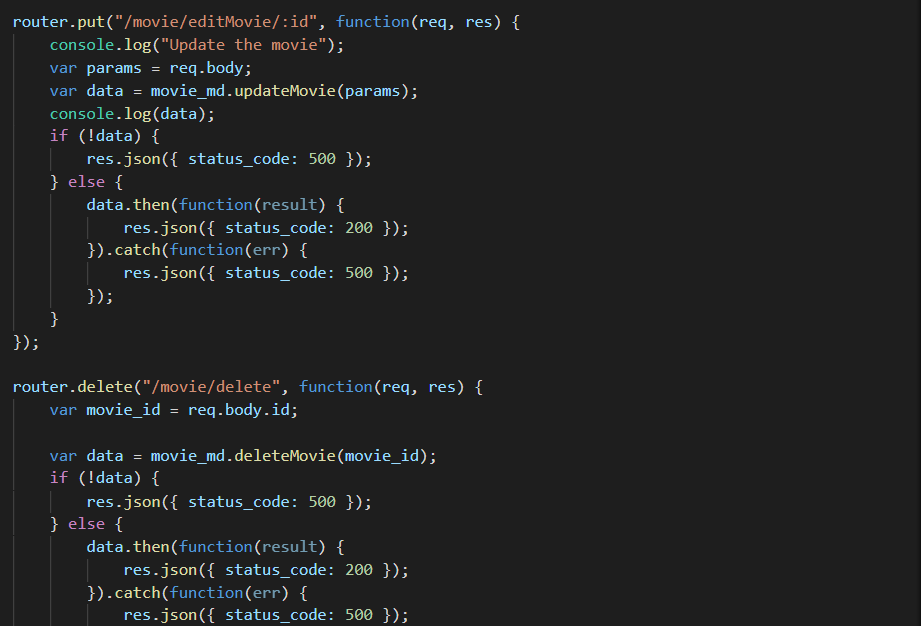 router.put("/movie/editMovie/:id", function(req, res) {
    console.log("Update the movie");
    var params = req.body;
    var data = movie_md.updateMovie(params);
    console.log(data);
    if (!data) {
        res.json({ status_code: 500 });
    } else {
        data.then(function(result) {
            res.json({ status_code: 200 });
        }).catch(function(err) {
            res.json({ status_code: 500 });
        });
    }
});

router.delete("/movie/delete", function(req, res) {
    var movie_id = req.body.id;

    var data = movie_md.deleteMovie(movie_id);
    if (!data) {
        res.json({ status_code: 500 });
    } else {
        data.then(function(result) {
            res.json({ status_code: 200 });
        }).catch(function(err) {
            res.json({ status_code: 500 });